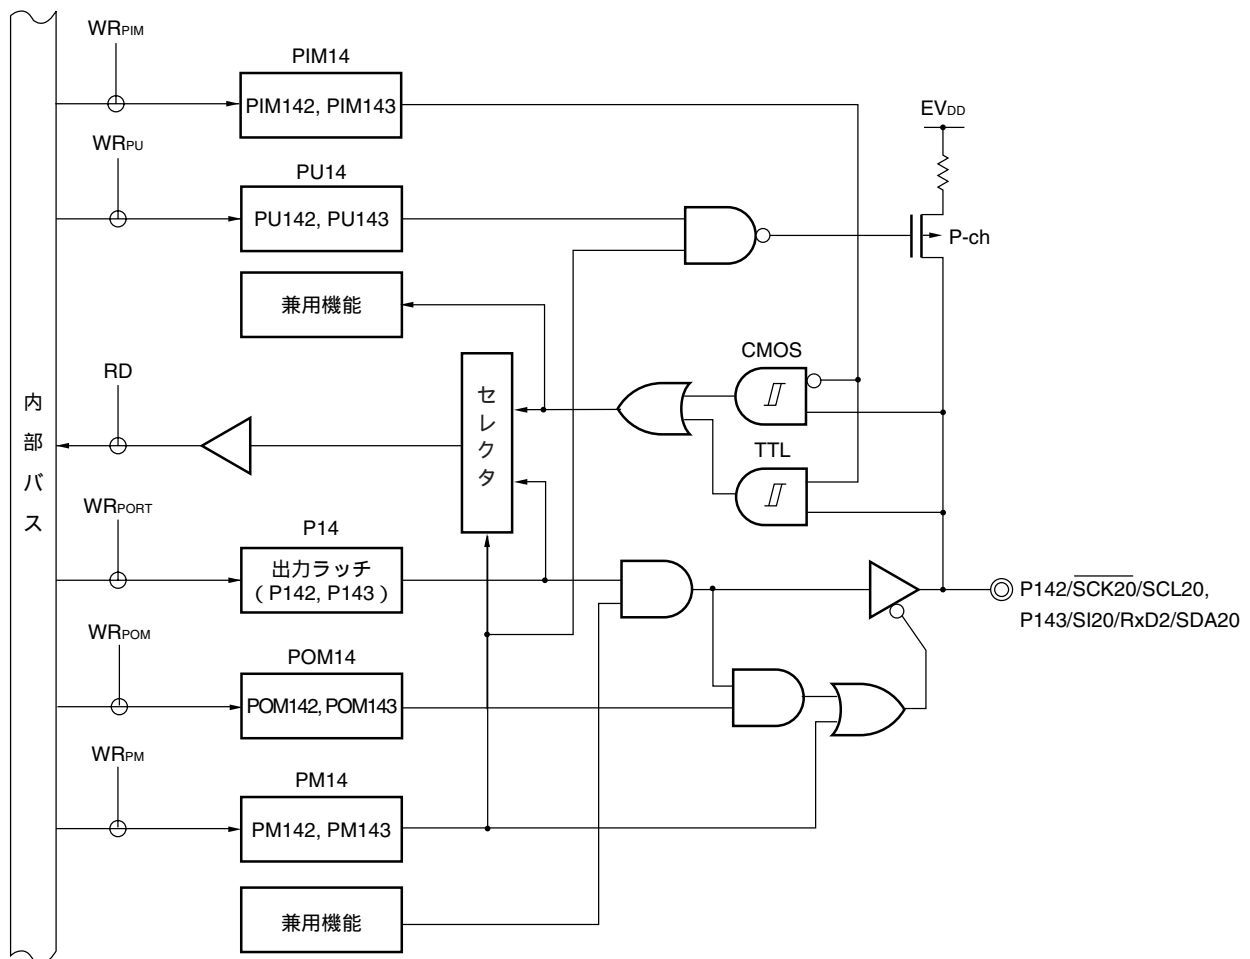 WRPIM
PIM14
PIM142, PIM143
EVDD
WRPU
PU14
PU142, PU143
P-ch
兼用機能
CMOS
RD
セレクタ
内部バス
TTL
WRPORT
P14
出力ラッチ
（P142, P143）
P142/SCK20/SCL20,
P143/SI20/RxD2/SDA20
WRPOM
POM14
POM142, POM143
WRPM
PM14
PM142, PM143
兼用機能